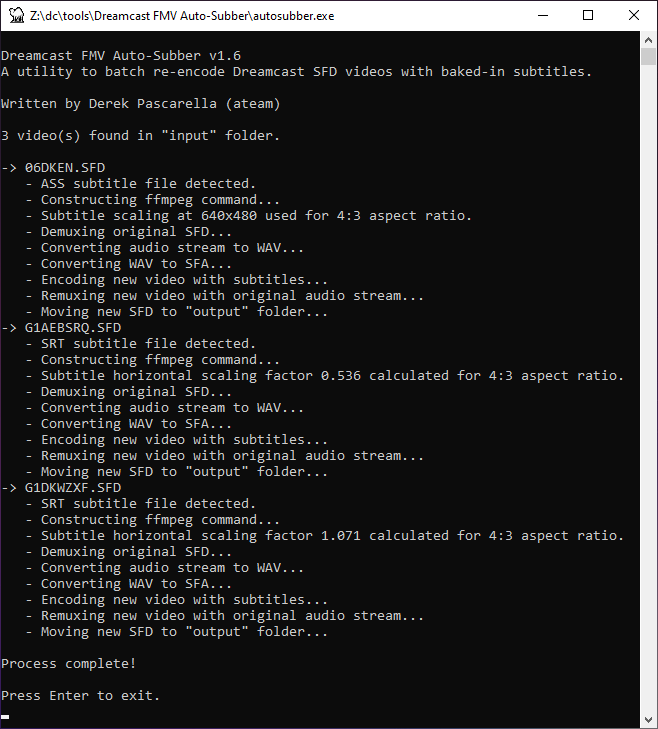 Z:\dc\tools\Dreamcast FMV Auto-Subber\autosubber.exe
Dreamcast FMV Auto-Subber v1.6
A utility to batch re-encode Dreamcast SFD videos with baked-in subtitles.
Written by Derek Pascarella (ateam)
3 video(s) found in "input" folder.
-> 06DKEN.SFD
- ASS subtitle file detected.
- Constructing ffmpeg command...
- Subtitle scaling at 640x480 used for 4:3 aspect ratio.
- Demuxing original SFD...
- Converting audio stream to WAV...
- Converting WAV to SFA...
- Encoding new video with subtitles...
- Remuxing new video with original audio stream...
- Moving new SFD to "output" folder...
-> G1AEBSRQ.SFD
- SRT subtitle file detected.
- Constructing ffmpeg command...
- Subtitle horizontal scaling factor 0.536 calculated for 4:3 aspect ratio.
- Demuxing original SFD...
- Converting audio stream to WAV...
- Converting WAV to SFA...
- Encoding new video with subtitles...
- Remuxing new video with original audio stream...
- Moving new SFD to "output" folder...
-> G1DKWZXF.SFD
- SRT subtitle file detected.
- Constructing ffmpeg command...
- Subtitle horizontal scaling factor 1.071 calculated for 4:3 aspect ratio.
- Demuxing original SFD...
- Converting audio stream to WAV...
- Converting WAV to SFA...
- Encoding new video with subtitles...
- Remuxing new video with original audio stream...
- Moving new SFD to "output" folder...
Process complete!
Press Enter to exit.